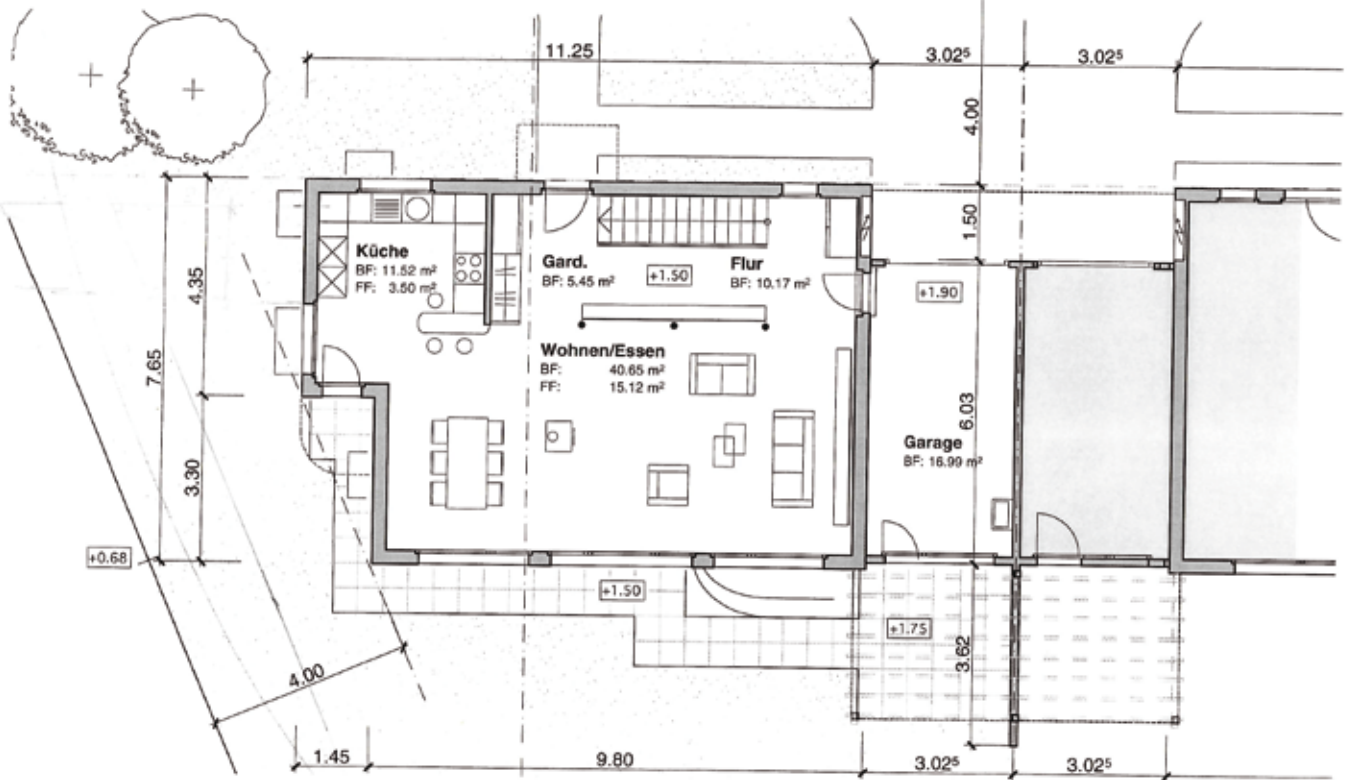 11.25
3.02⁵
3.02⁵
4.00
1.50
7.65
4.35
3.30
Küche
BF: 11.52 m²
FF: 3.50 m²
Gard.
BF: 5.45 m²
+1.50
Flur
BF: 10.17 m²
+1.90
Wohnen/Essen
BF: 40.65 m²
FF: 15.12 m²
6.03
Garage
BF: 16.99 m²
+0.68
+1.50
+1.75
3.62
4.00
1.45
9.80
3.02⁵
3.02⁵